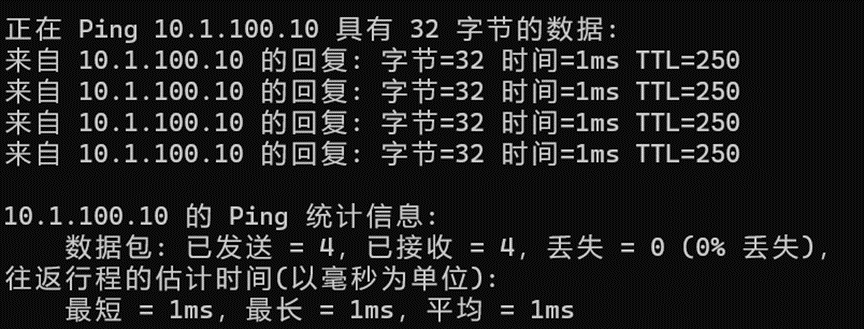 正在 Ping 10.1.100.10 具有 32 字节的数据:
来自 10.1.100.10 的回复: 字节=32 时间=1ms TTL=250
来自 10.1.100.10 的回复: 字节=32 时间=1ms TTL=250
来自 10.1.100.10 的回复: 字节=32 时间=1ms TTL=250
来自 10.1.100.10 的回复: 字节=32 时间=1ms TTL=250
10.1.100.10 的 Ping 统计信息:
数据包: 已发送 = 4, 已接收 = 4, 丢失 = 0 (0% 丢失),
往返行程的估计时间(以毫秒为单位):
最短 = 1ms, 最长 = 1ms, 平均 = 1ms